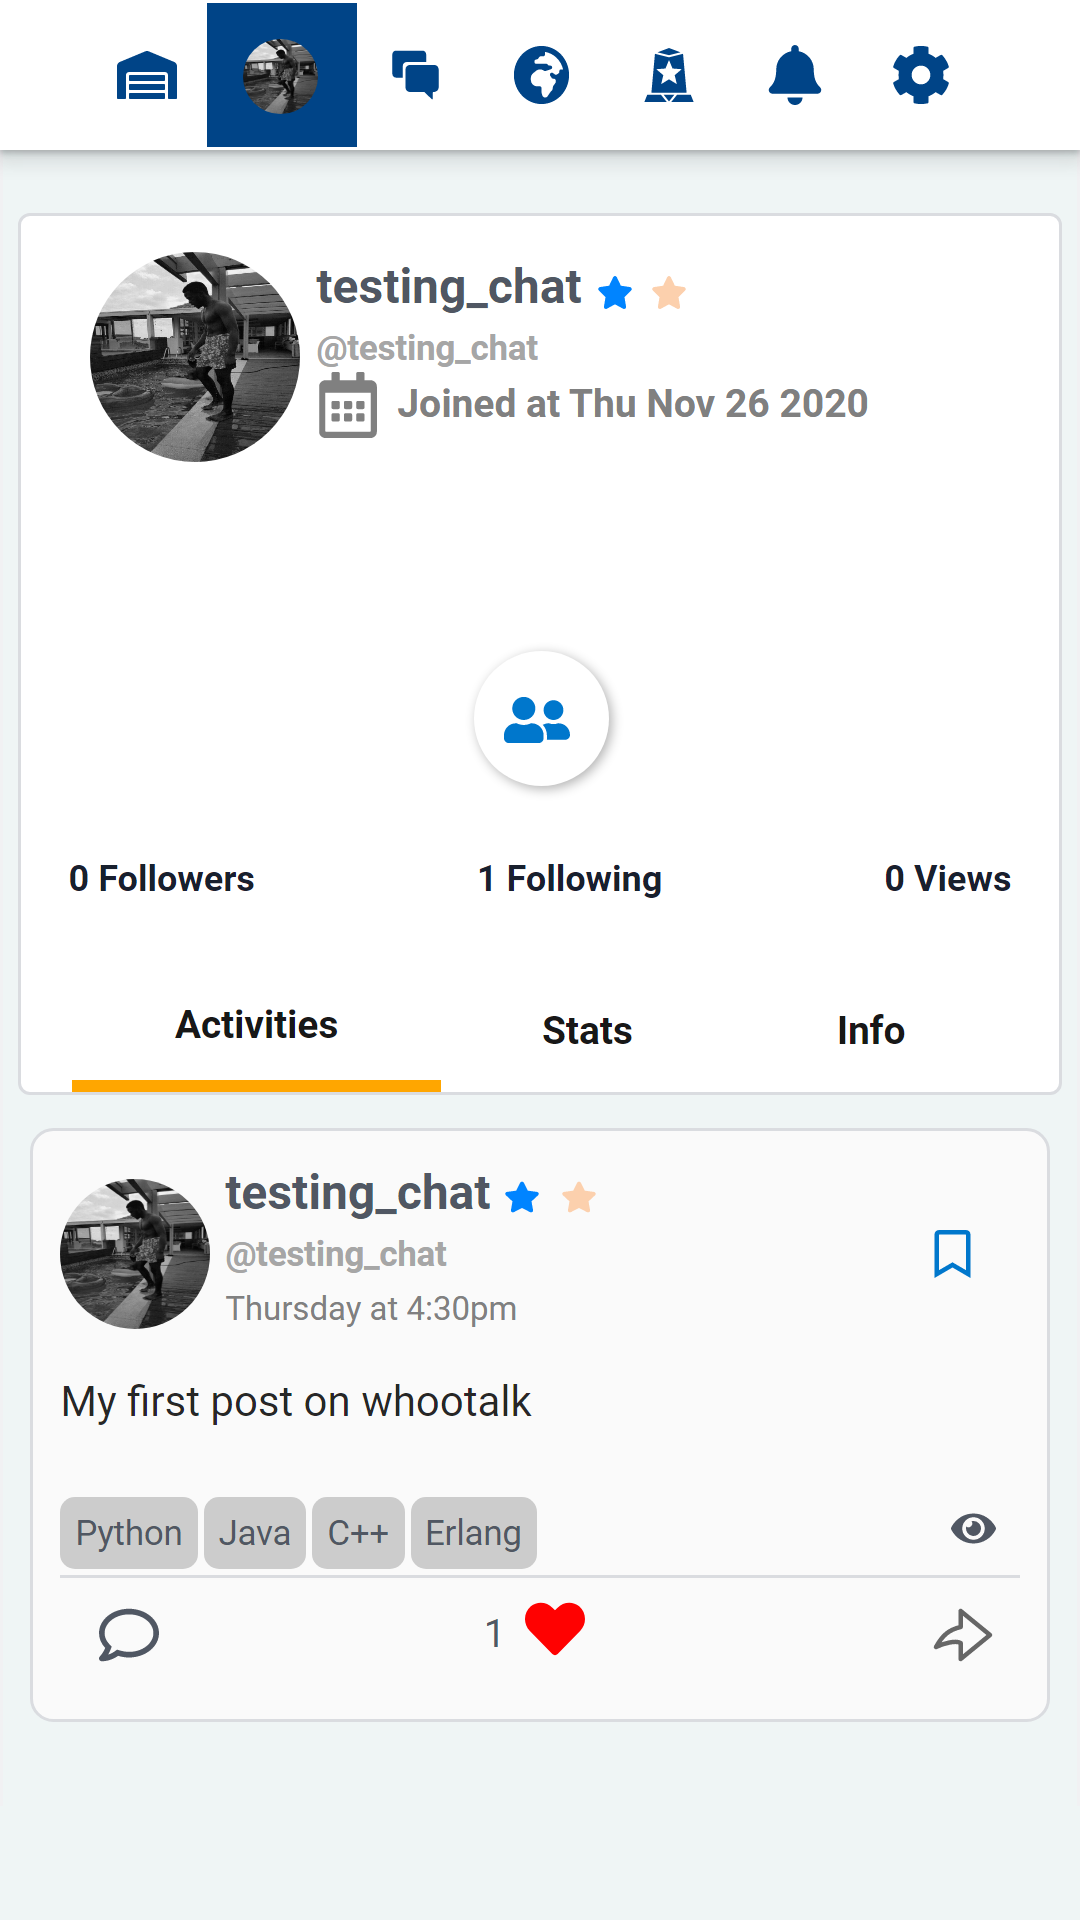 testing_chat
@testing_chat
Joined at Thu Nov 26 2020
0 Followers 1 Following 0 Views
Activities Stats Info
testing_chat
@testing_chat
Thursday at 4:30pm
My first post on whootalk
Python Java C++ Erlang
1